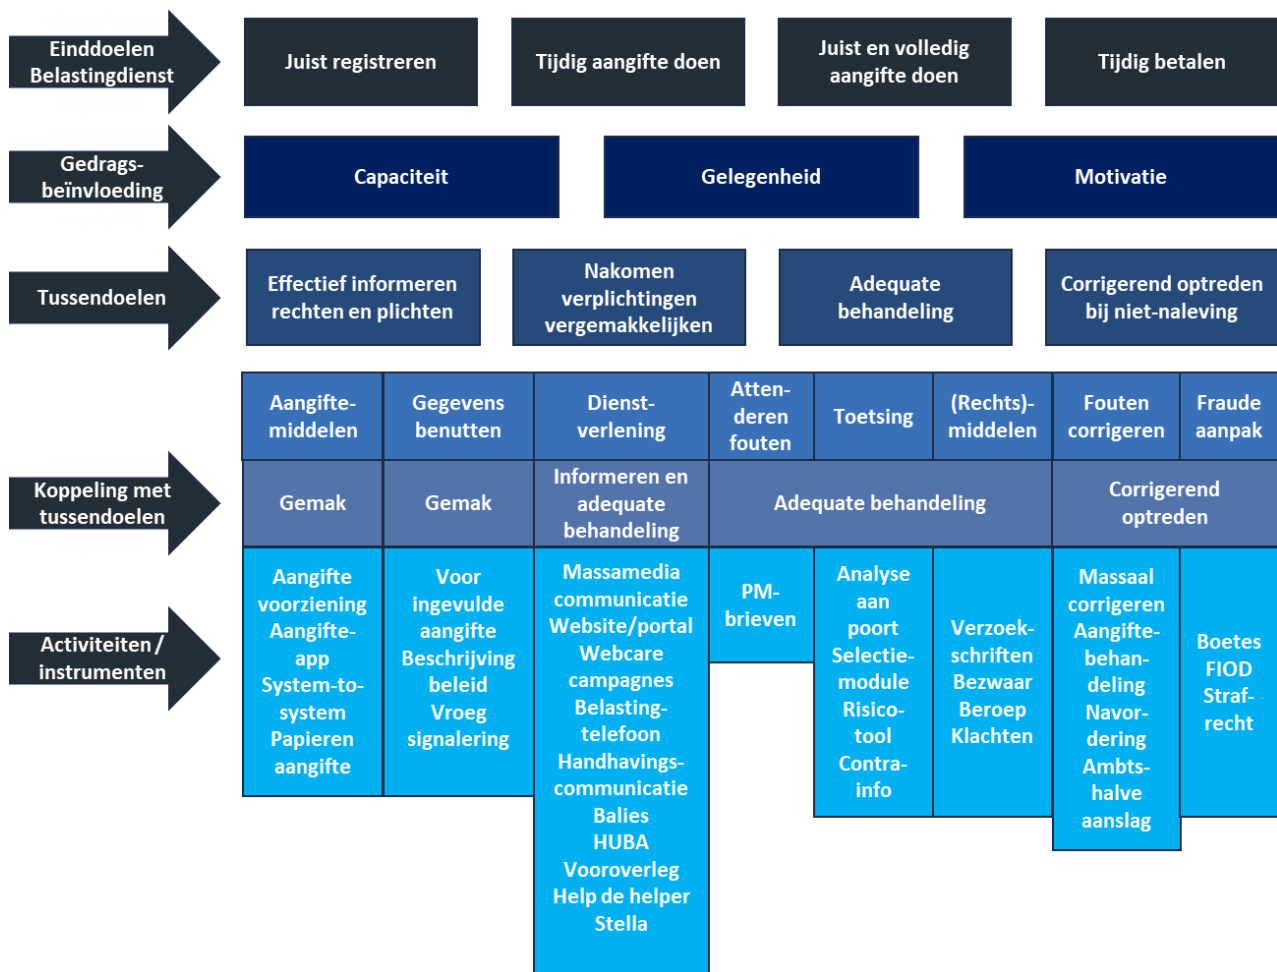 Einddoelen
Belastingdienst
Juist registreren
Tijdig aangifte doen
Juist en volledig
aangifte doen
Tijdig betalen
Gedrags-
beïnvloeding
Capaciteit
Gelegenheid
Motivatie
Tussendoelen
Effectief informeren
rechten en plichten
Nakomen
verplichtingen
vergemakkelijken
Adequate
behandeling
Corrigerend optreden
bij niet-naleving
Aangifte-
middelen
Gegevens
benutten
Dienst-
verlening
Atten-
deren
fouten
Toetsing
(Rechts)-
middelen
Fouten
corrigeren
Fraude
aanpak
Koppeling met
tussendoelen
Gemak
Gemak
Informeren en
adequate
behandeling
Adequate behandeling
Corrigerend
optreden
Activiteiten /
instrumenten
Aangifte
voorziening
Aangifte-
app
System-to-
system
Papieren
aangifte
Voor
ingevulde
aangifte
Beschrijving
beleid
Vroeg
signalering
Massamedia
communicatie
Website/portal
Webcare
campagnes
Belasting-
telefoon
Handhavings-
communicatie
Balies
HUBA
Vooroverleg
Help de helper
Stella
PM-
brieven
Analyse
aan
poort
Selectie-
module
Risico-
tool
Contra-
info
Verzoek-
schriften
Bezwaar
Beroep
Klachten
Massaal
corrigeren
Aangifte-
behan-
deling
Navor-
dering
Ambts-
halve
aanslag
Boetes
FIOD
Straf-
recht